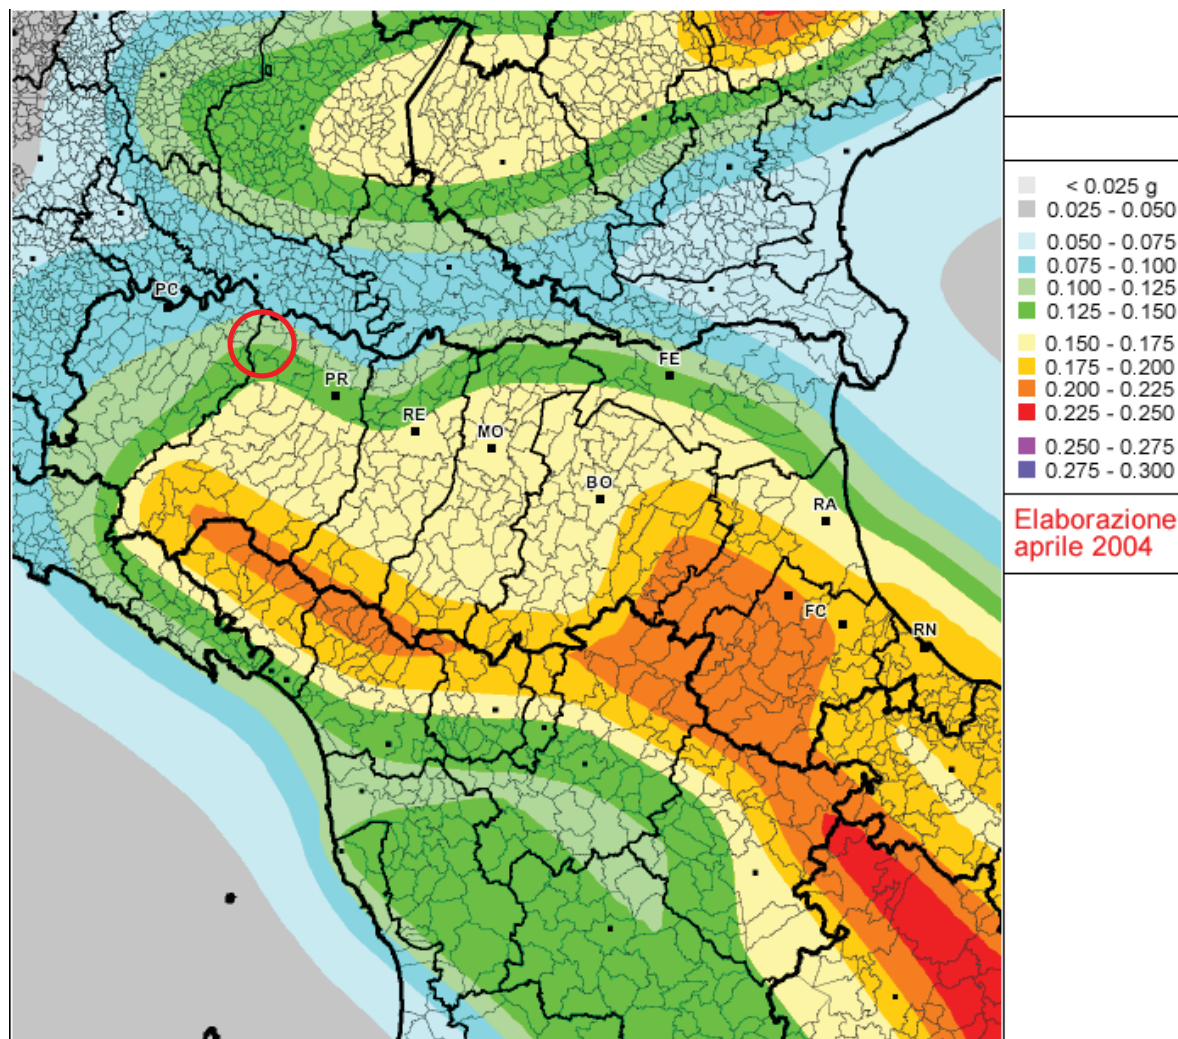 < 0.025 g
0.025 - 0.050
0.050 - 0.075
0.075 - 0.100
0.100 - 0.125
0.125 - 0.150
0.150 - 0.175
0.175 - 0.200
0.200 - 0.225
0.225 - 0.250
0.250 - 0.275
0.275 - 0.300
Elaborazione
aprile 2004
PC
FE
PR
RE
MO
BO
RA
FC
RN